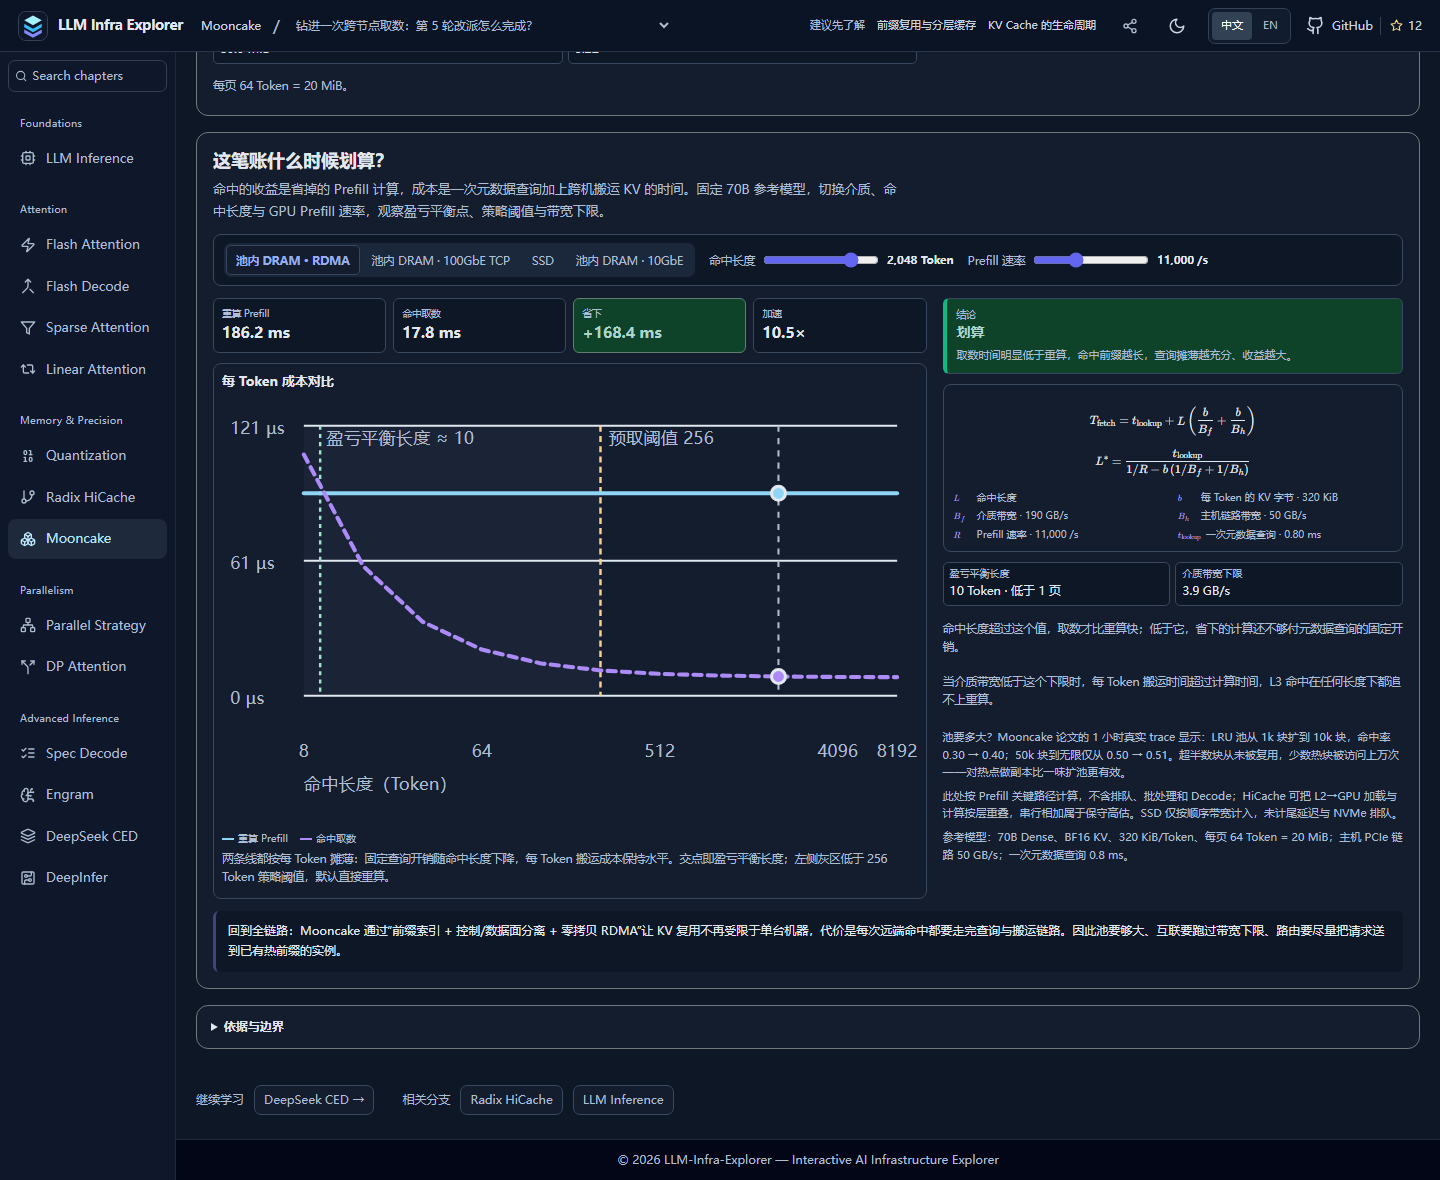 LLM Infra Explorer
Mooncake / 钻进一次跨节点取数：第 5 轮改派怎么完成？
建议先了解 前缀复用与分层缓存 KV Cache 的生命周期
中文 EN
GitHub
12
Search chapters
Foundations
LLM Inference
Attention
Flash Attention
Flash Decode
Sparse Attention
Linear Attention
Memory & Precision
Quantization
Radix HiCache
Mooncake
Parallelism
Parallel Strategy
DP Attention
Advanced Inference
Spec Decode
Engram
DeepSeek CED
DeepInfer
每页 64 Token = 20 MiB。
这笔账什么时候划算？
命中的收益是省掉的 Prefill 计算，成本是一次元数据查询加上跨机搬运 KV 的时间。固定 70B 参考模型，切换介质、命
中长度与 GPU Prefill 速率，观察盈亏平衡点、策略阈值与带宽下限。
池内 DRAM · RDMA 池内 DRAM · 100GbE TCP SSD 池内 DRAM · 10GbE 命中长度 2,048 Token Prefill 速率 11,000 /s
重算 Prefill
186.2 ms
命中取数
17.8 ms
省下
+168.4 ms
加速
10.5×
每 Token 成本对比
121 μs
盈亏平衡长度 ≈ 10
预取阈值 256
61 μs
0 μs
8 64 512 4096 8192
命中长度（Token）
重算 Prefill 命中取数
两条线都按每 Token 摊薄：固定查询开销随命中长度下降，每 Token 搬运成本保持水平。交点即盈亏平衡长度；左侧灰区低于 256
Token 策略阈值，默认直接重算。
结论
划算
取数时间明显低于重算，命中前缀越长，查询摊薄越充分、收益越大。
T_fetch = t_lookup + L (b/B_f + b/B_h)
L* = t_lookup / (1/R − b (1/B_f + 1/B_h))
L 命中长度 b 每 Token 的 KV 字节 · 320 KiB
B_f 介质带宽 · 190 GB/s B_h 主机链路带宽 · 50 GB/s
R Prefill 速率 · 11,000 /s t_lookup 一次元数据查询 · 0.80 ms
盈亏平衡长度
10 Token · 低于 1 页
介质带宽下限
3.9 GB/s
命中长度超过这个值，取数才比重算快；低于它，省下的计算还不够付元数据查询的固定开
销。
当介质带宽低于这个下限时，每 Token 搬运时间超过计算时间，L3 命中在任何长度下都追
不上重算。
池要多大？Mooncake 论文的 1 小时真实 trace 显示：LRU 池从 1k 块扩到 10k 块，命中率
0.30 → 0.40；50k 块到无限仅从 0.50 → 0.51。超半数块从未被复用，少数热块被访问上万次
——对热点做副本比一味扩池更有效。
此处按 Prefill 关键路径计算，不含排队、批处理和 Decode；HiCache 可把 L2→GPU 加载与
计算按层重叠，串行相加属于保守高估。SSD 仅按顺序带宽计入，未计尾延迟与 NVMe 排队。
参考模型：70B Dense、BF16 KV、320 KiB/Token、每页 64 Token = 20 MiB；主机 PCIe 链
路 50 GB/s；一次元数据查询 0.8 ms。
回到全链路：Mooncake 通过“前缀索引 + 控制/数据面分离 + 零拷贝 RDMA”让 KV 复用不再受限于单台机器，代价是每次远端命中都要走完查询与搬运链路。因此池要够大、互联要跑过带宽下限、路由要尽量把请求送
到已有热前缀的实例。
依据与边界
继续学习 DeepSeek CED → 相关分支 Radix HiCache LLM Inference
© 2026 LLM-Infra-Explorer — Interactive AI Infrastructure Explorer